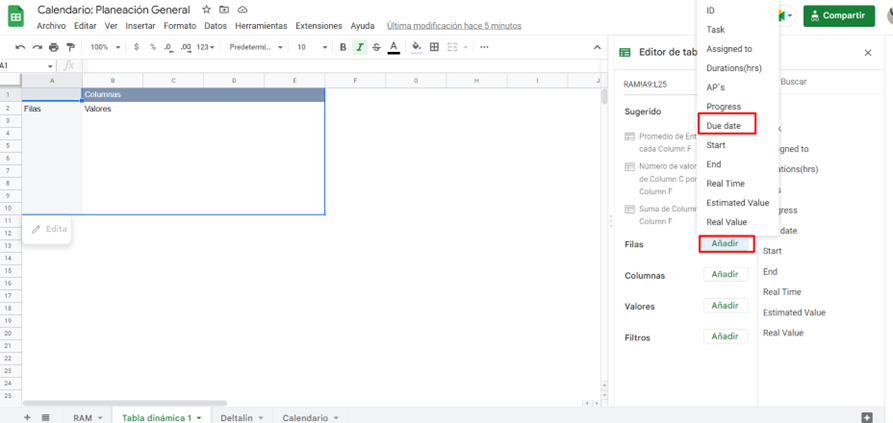 Calendario: Planeación General
Archivo Editar Ver Insertar Formato Datos Herramientas Extensiones Ayuda Última modificación hace 5 minutos
Compartir
100% $ % .0 .00 123 Predetermi... 10 B I S A
A1 fx
A B C D E F G H I J
1 Columnas
2 Filas Valores
3
4
5
6
7
8
9
10
11
12
13
14
15
16
17
18
19
20
21
22
23
24
25
Edita
Editor de tab
RAM!A9:L25
Sugerido
Promedio de Ent
cada Column F
Número de valor
de Column C por
Column F
Suma de Column
Column F
Filas Añadir
Columnas Añadir
Valores Añadir
Filtros Añadir
ID
Task
Assigned to
Durations(hrs)
AP's
Progress
Due date
Start
End
Real Time
Estimated Value
Real Value
Buscar
k
gned to
ations(hrs)
s
gress
date
Start
End
Real Time
Estimated Value
Real Value
RAM Tabla dinámica 1 Deltalin Calendario